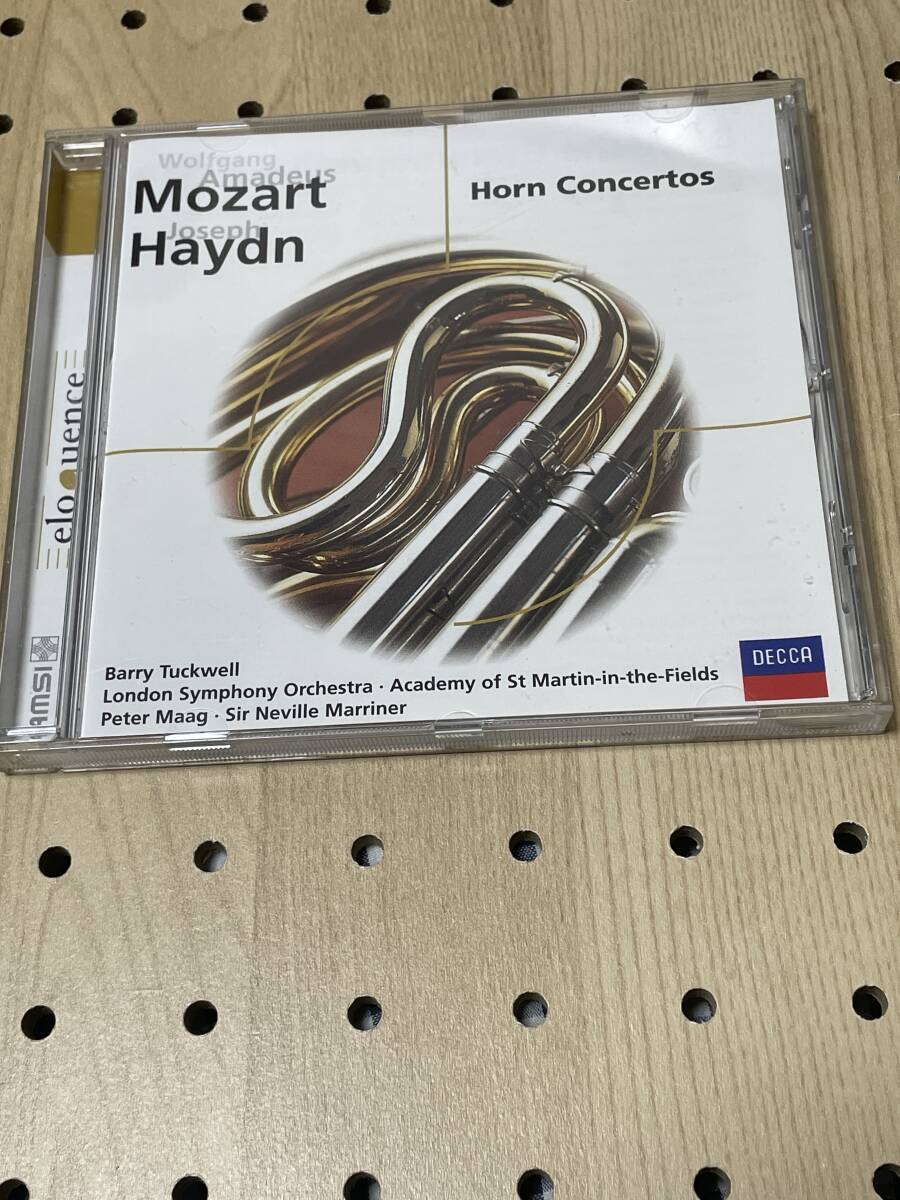 Wolfgang
Amadeus
Mozart
Joseph
Haydn
Horn Concertos
eloquence
AMSI
Barry Tuckwell
London Symphony Orchestra · Academy of St Martin-in-the-Fields
Peter Maag · Sir Neville Marriner
DECCA